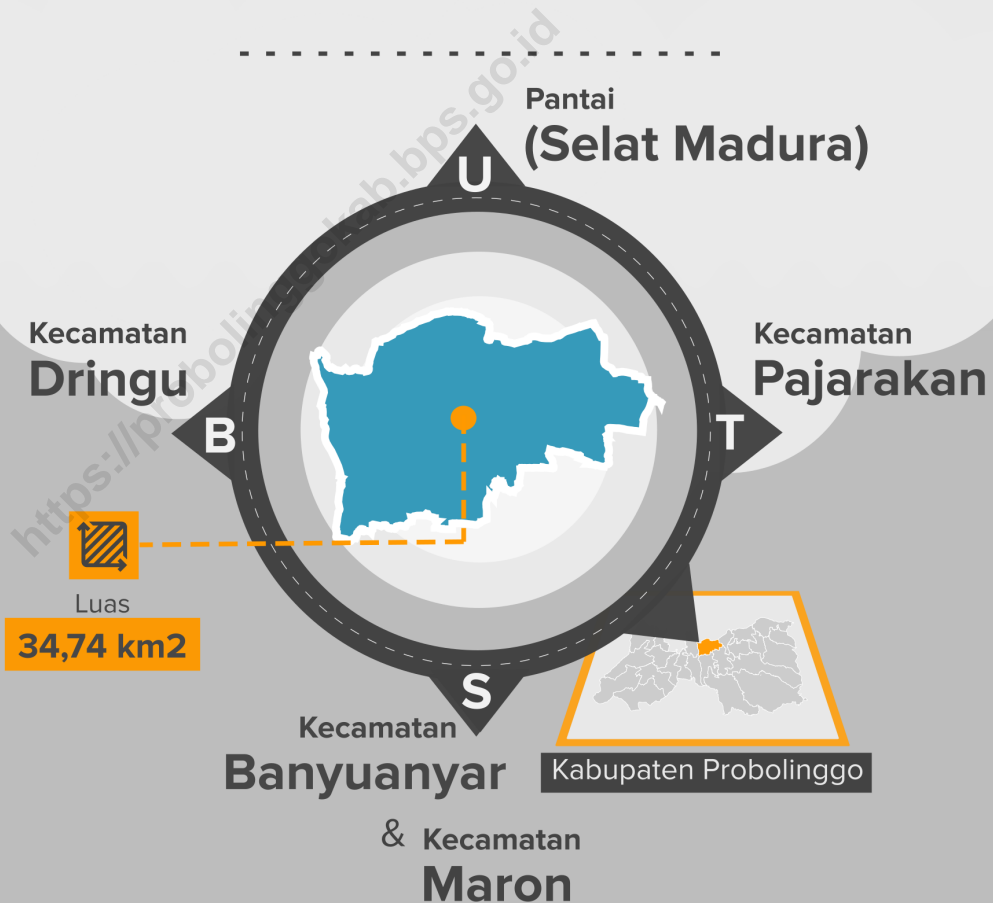 Pantai
(Selat Madura)
U
Kecamatan
Dringu
Kecamatan
Pajarakan
B
T
Luas
34,74 km2
S
Kecamatan
Banyuanyar
& Kecamatan
Maron
Kabupaten Probolinggo
https://probolinggokab.bps.go.id